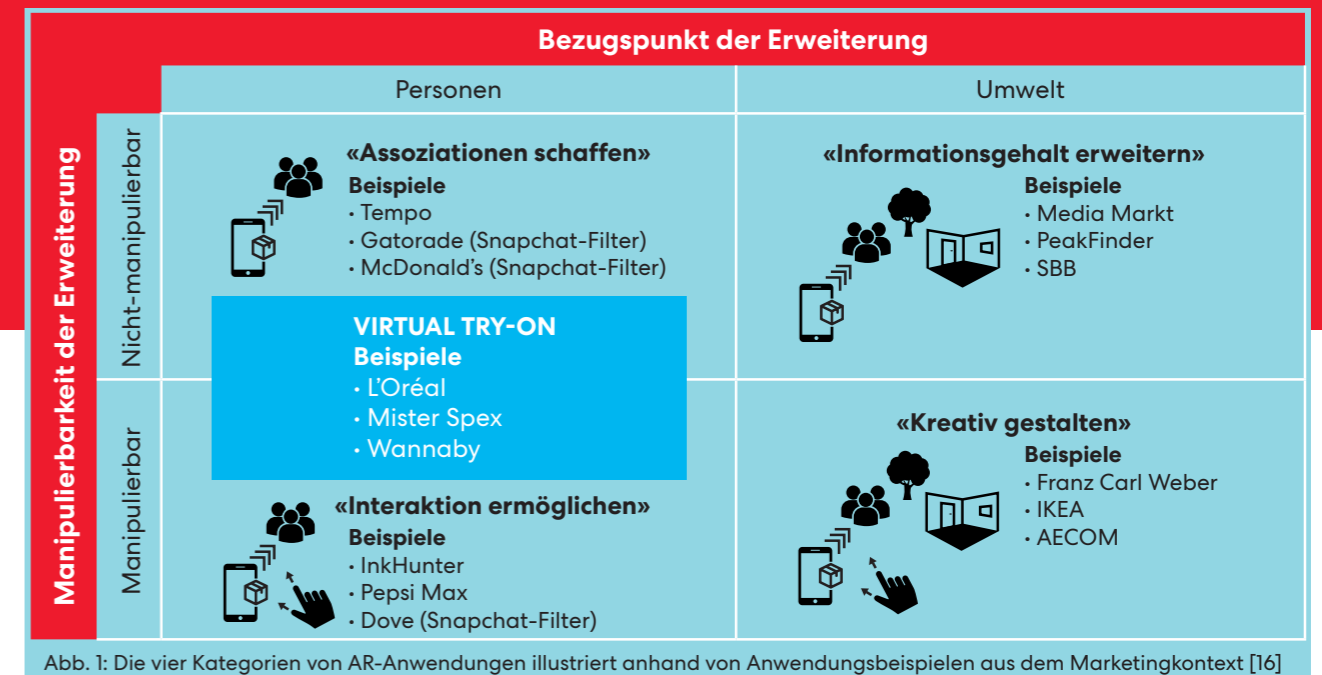 Bezugspunkt der Erweiterung
Personen
Umwelt
Manipulierbarkeit der Erweiterung
Nicht-manipulierbar
«Assoziationen schaffen»
Beispiele
• Tempo
• Gatorade (Snapchat-Filter)
• McDonald’s (Snapchat-Filter)
«Informationsgehalt erweitern»
Beispiele
• Media Markt
• PeakFinder
• SBB
VIRTUAL TRY-ON
Beispiele
• L’Oréal
• Mister Spex
• Wannaby
Manipulierbar
«Interaktion ermöglichen»
Beispiele
• InkHunter
• Pepsi Max
• Dove (Snapchat-Filter)
«Kreativ gestalten»
Beispiele
• Franz Carl Weber
• IKEA
• AECOM
Abb. 1: Die vier Kategorien von AR-Anwendungen illustriert anhand von Anwendungsbeispielen aus dem Marketingkontext [16]